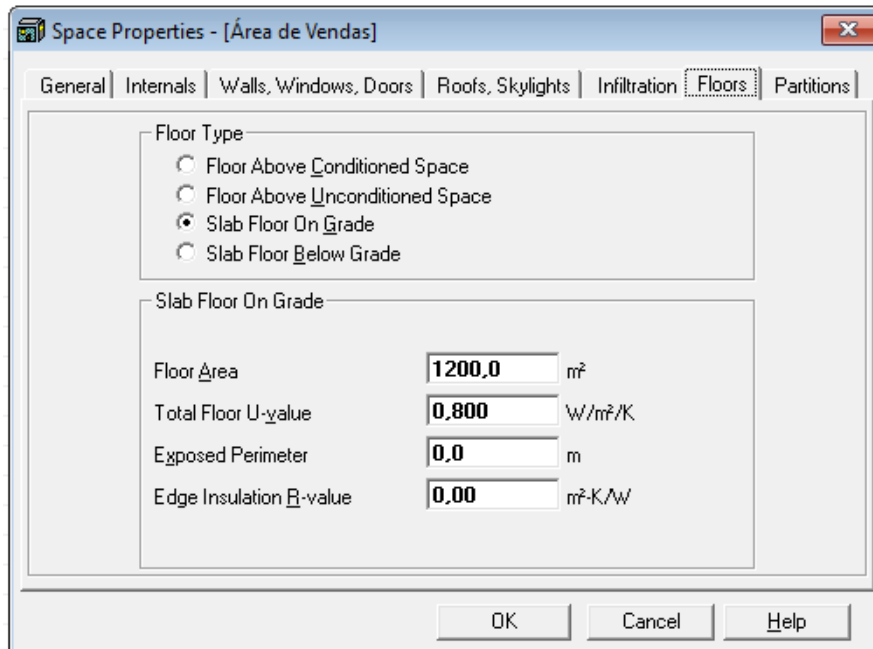 Space Properties - [Área de Vendas]
General Internals Walls, Windows, Doors Roofs, Skylights Infiltration Floors Partitions
Floor Type
Floor Above Conditioned Space
Floor Above Unconditioned Space
Slab Floor On Grade
Slab Floor Below Grade
Slab Floor On Grade
Floor Area 1200,0 m²
Total Floor U-value 0,800 W/m²/K
Exposed Perimeter 0,0 m
Edge Insulation R-value 0,00 m²-K/W
OK Cancel Help